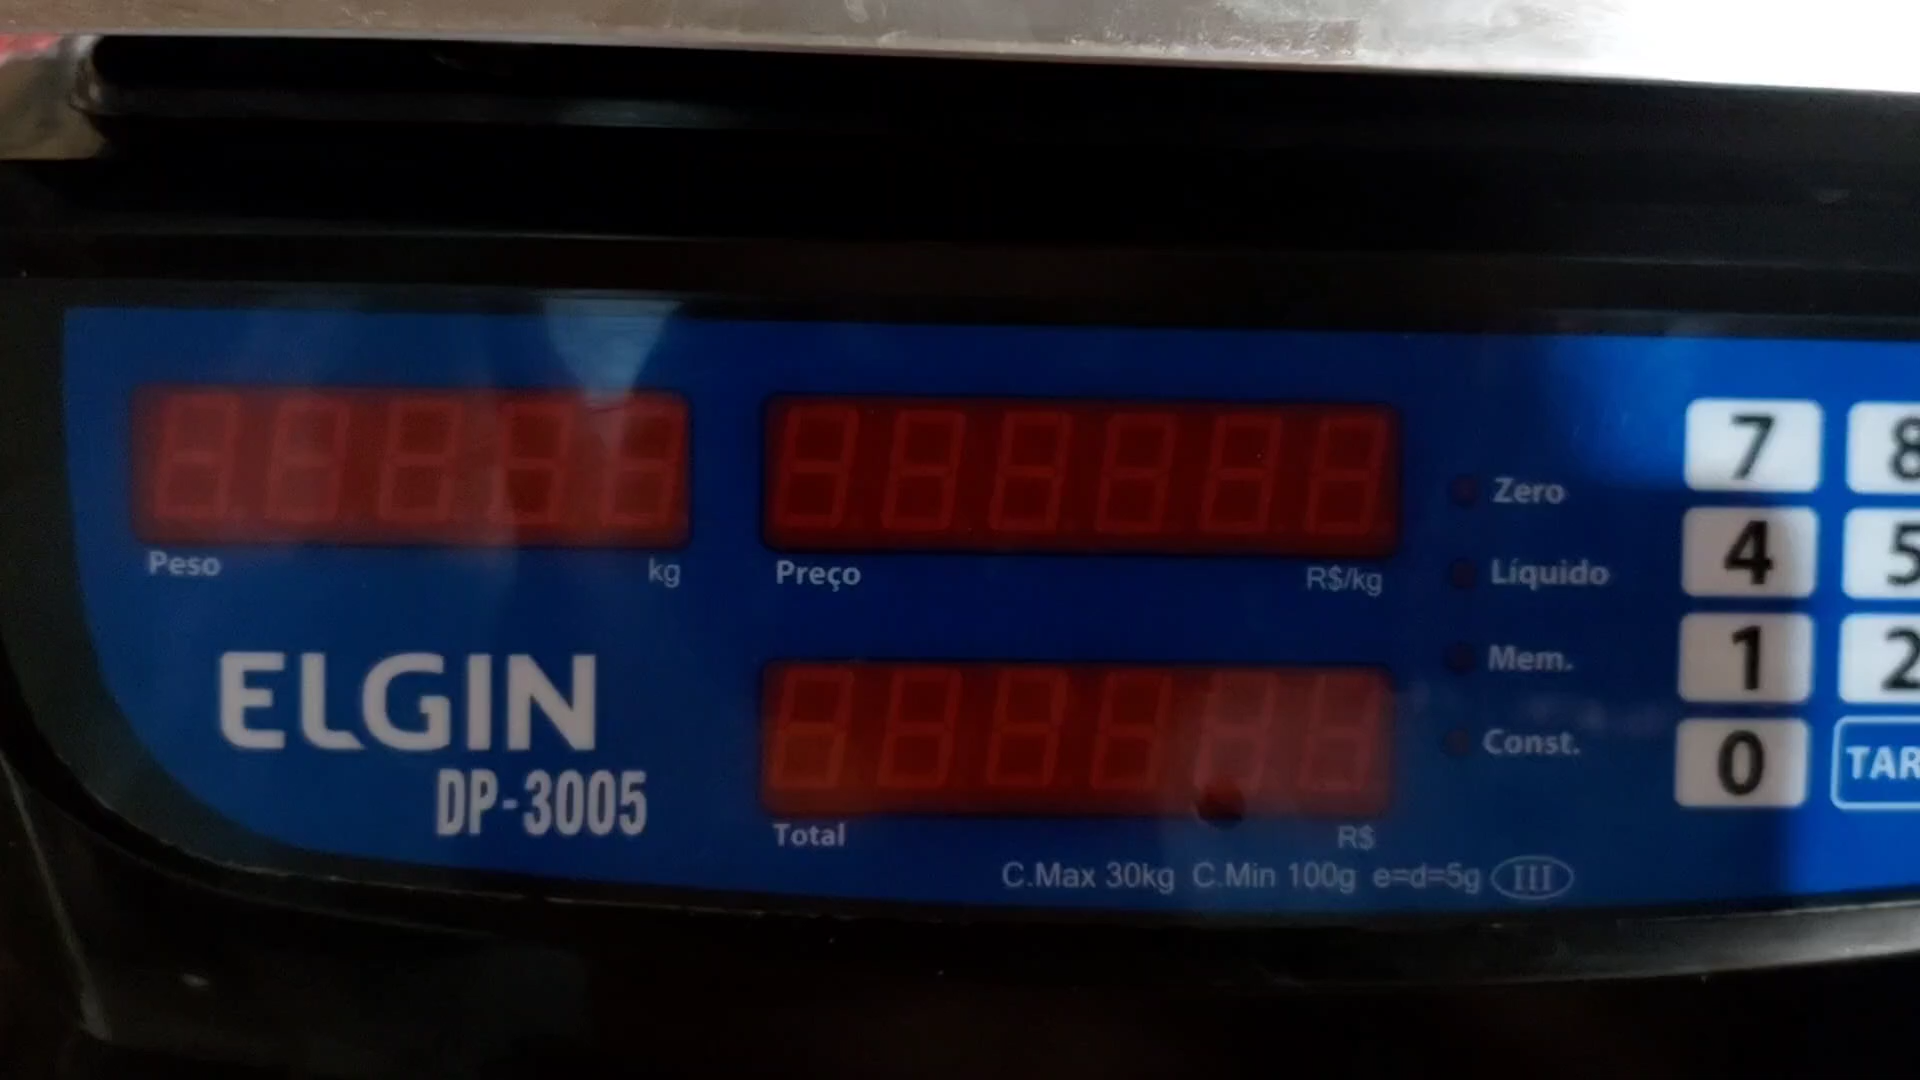 Peso kg
Preço R$/kg
Zero
Líquido
Mem.
Const.
ELGIN
DP-3005
Total R$
C.Max 30kg C.Min 100g e=d=5g III
7 8
4 5
1 2
0 TAR